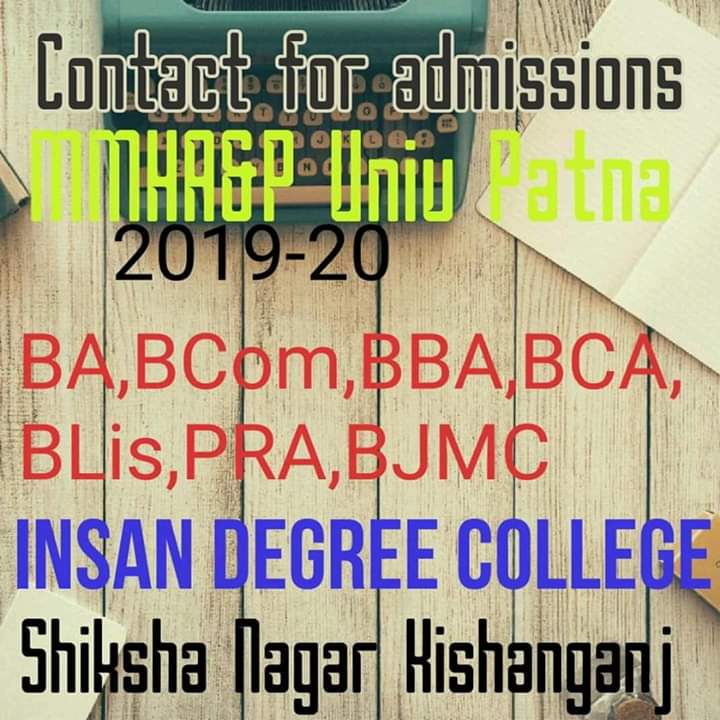 Contact for admissions
MMHA&P Univ Patna
2019-20
BA,BCom,BBA,BCA,
BLis,PRA,BJMC
INSAN DEGREE COLLEGE
Shiksha Nagar Kishanganj